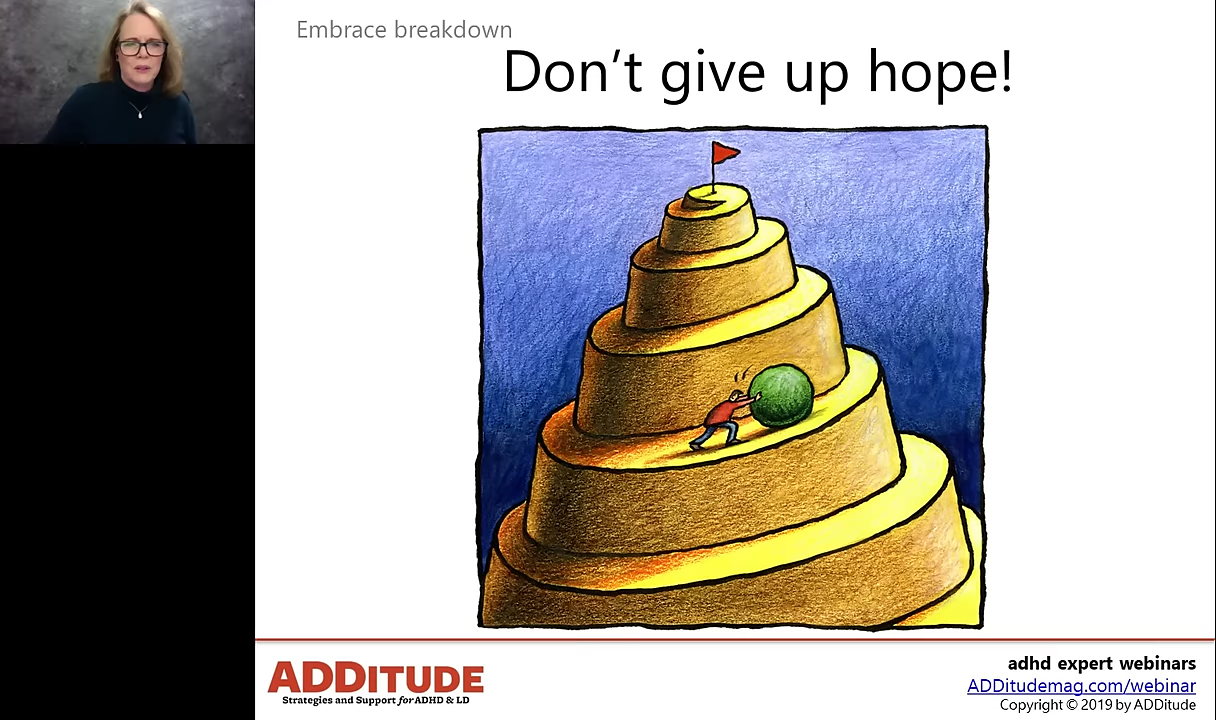 Embrace breakdown
Don’t give up hope!
ADDITUDE
Strategies and Support for ADHD & LD
adhd expert webinars
ADDitudemag.com/webinar
Copyright © 2019 by ADDitude